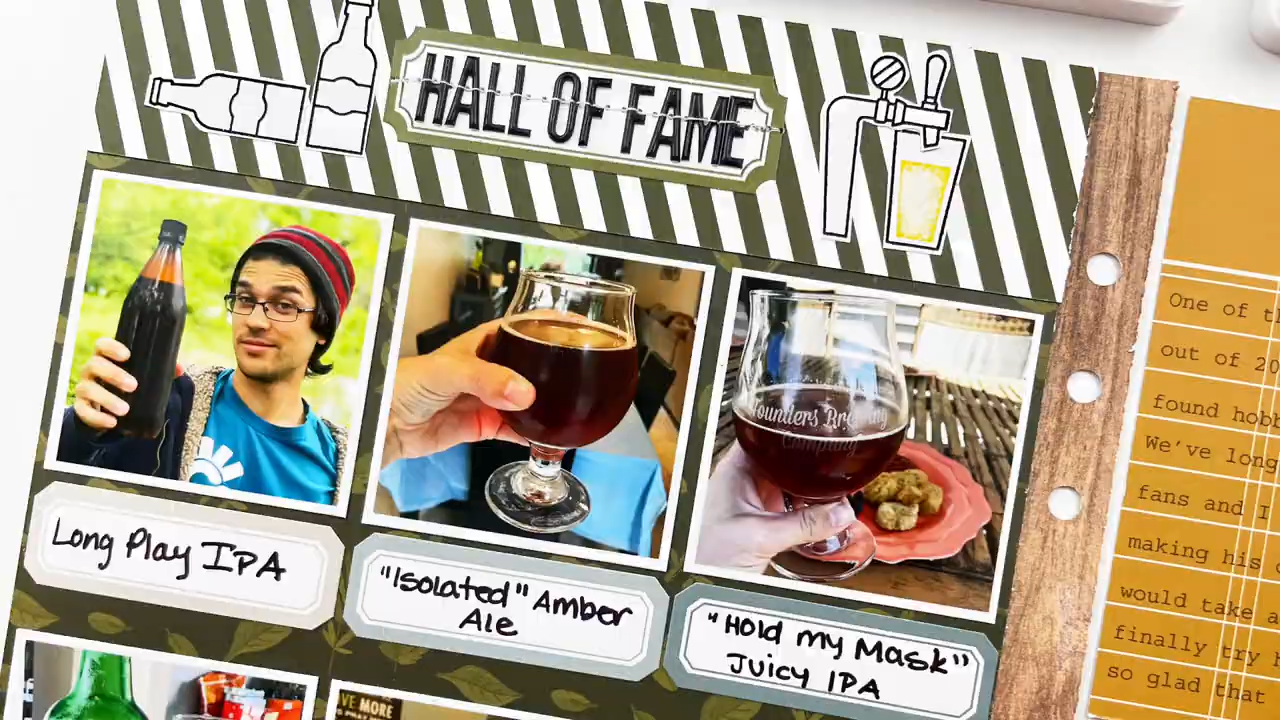 HALL OF FAME
Long Play IPA
"Isolated" Amber
Ale
"Hold my Mask"
Juicy IPA
Founders Brewing
Company
VE MORE
One of t
out of 20
found hobb
We've long
fans and I
making his
would take a
finally try h
so glad that